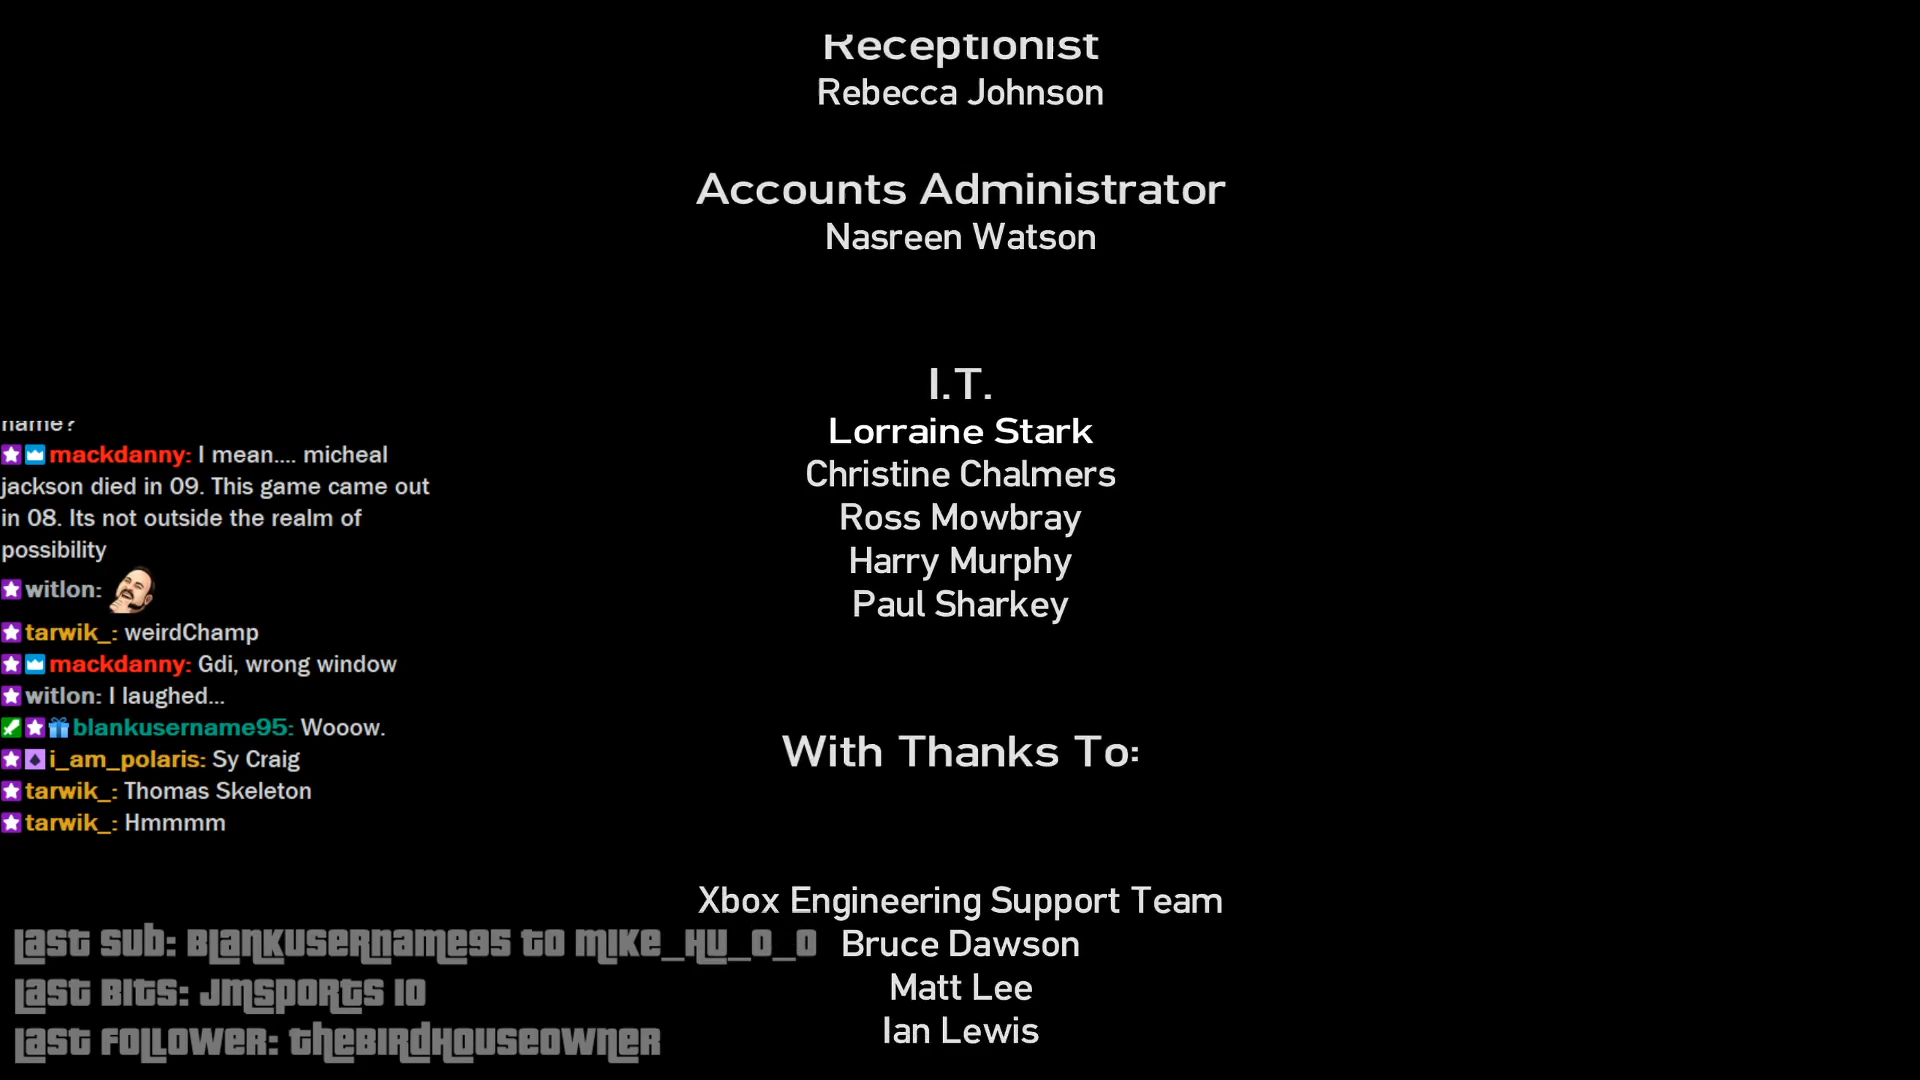 Receptionist
Rebecca Johnson
Accounts Administrator
Nasreen Watson
I.T.
Lorraine Stark
Christine Chalmers
Ross Mowbray
Harry Murphy
Paul Sharkey
With Thanks To:
Xbox Engineering Support Team
Bruce Dawson
Matt Lee
Ian Lewis
name?
mackdanny: I mean.... micheal
jackson died in 09. This game came out
in 08. Its not outside the realm of
possibility
witlon:
tarwik_: weirdChamp
mackdanny: Gdi, wrong window
witlon: I laughed...
blankusername95: Wooow.
i_am_polaris: Sy Craig
tarwik_: Thomas Skeleton
tarwik_: Hmmmm
Last Sub: Blankusername95 to mike_hu_0_0
Last Bits: jmsports 10
Last Follower: thebirdhouseowner